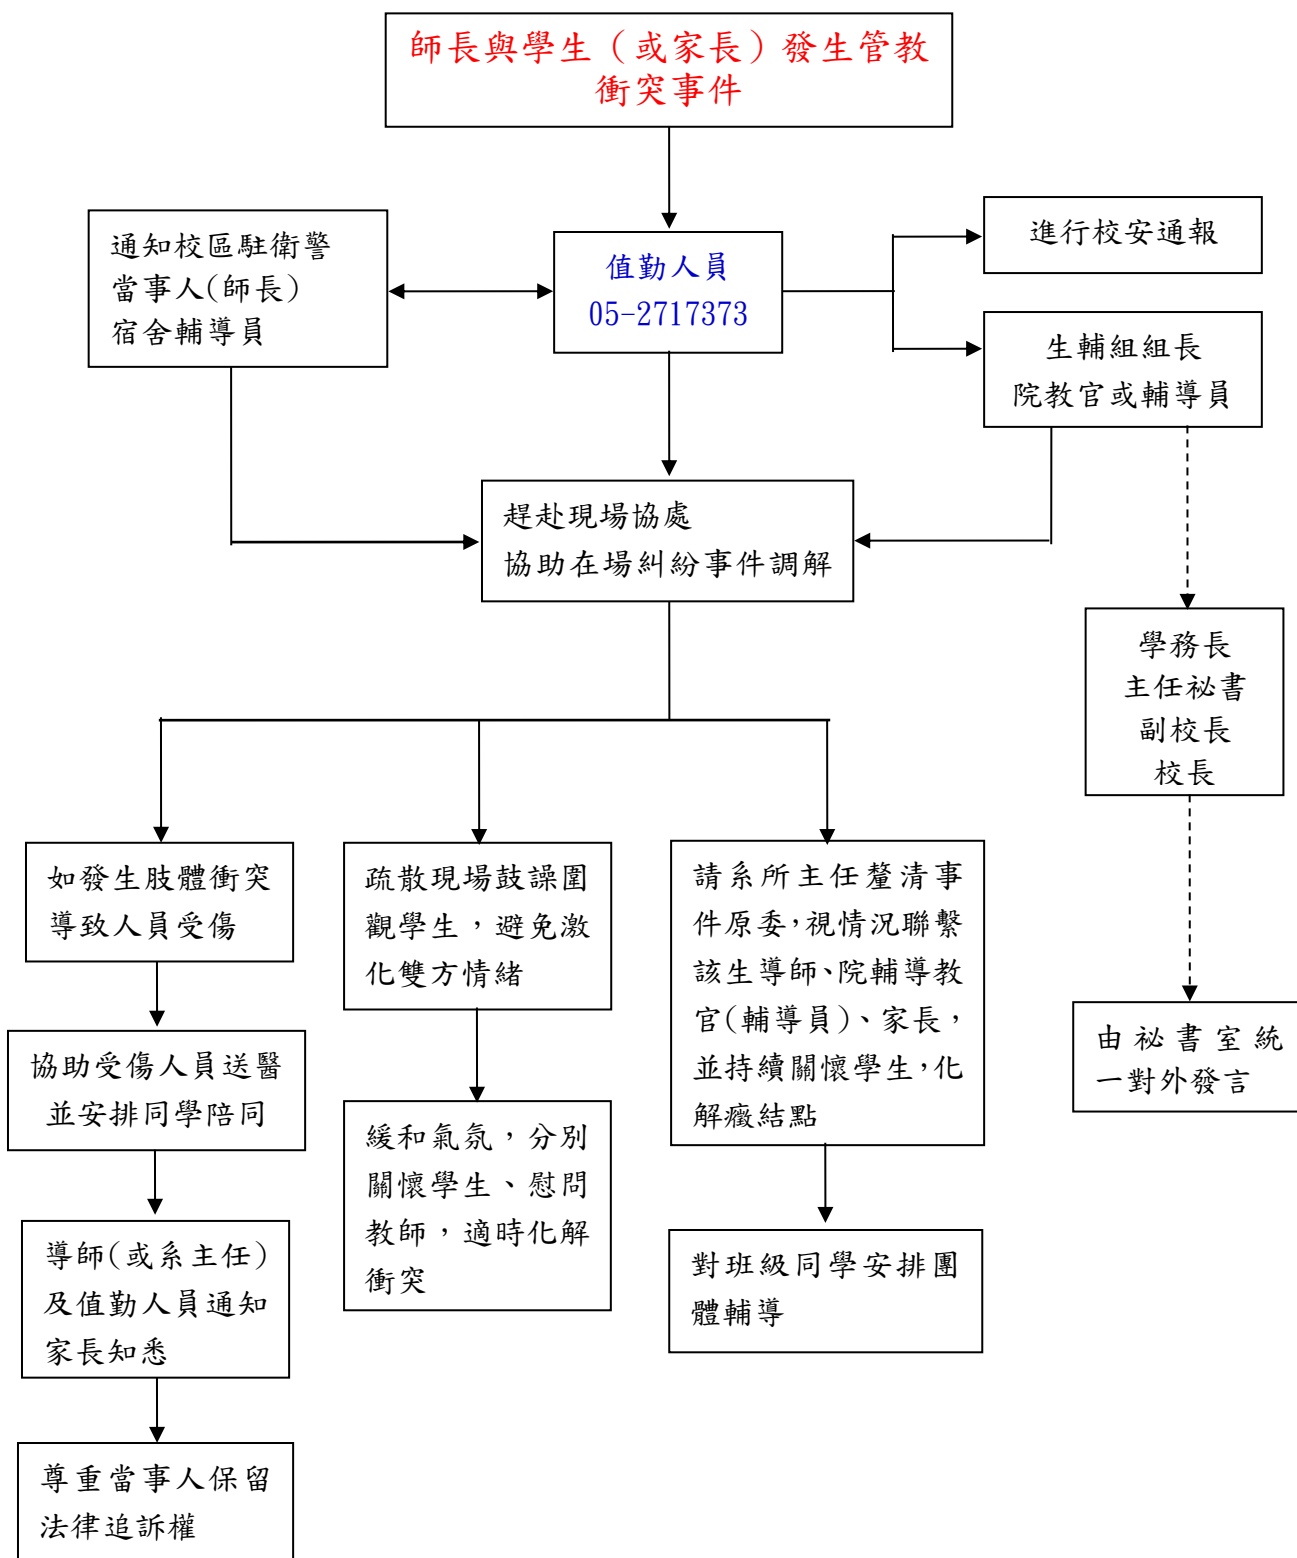 師長與學生（或家長）發生管教
衝突事件
通知校區駐衛警
當事人(師長)
宿舍輔導員
值勤人員
05-2717373
進行校安通報
生輔組組長
院教官或輔導員
趕赴現場協處
協助在場糾紛事件調解
學務長
主任祕書
副校長
校長
如發生肢體衝突
導致人員受傷
疏散現場鼓譟圍
觀學生，避免激
化雙方情緒
請系所主任釐清事
件原委，視情況聯繫
該生導師、院輔導教
官(輔導員)、家長，
並持續關懷學生，化
解癥結點
由祕書室統
一對外發言
協助受傷人員送醫
並安排同學陪同
緩和氣氛，分別
關懷學生、慰問
教師，適時化解
衝突
導師(或系主任)
及值勤人員通知
家長知悉
對班級同學安排團
體輔導
尊重當事人保留
法律追訴權